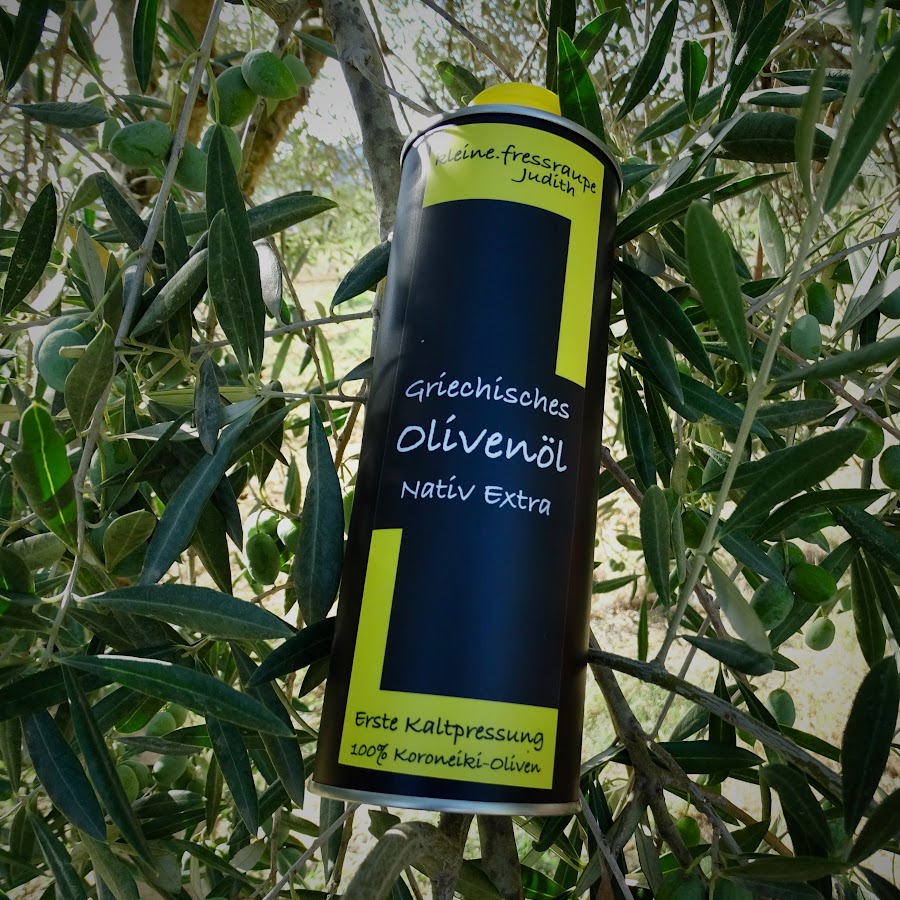 kleine.fressraupe
Judith
Griechisches
Olivenöl
Nativ Extra
Erste Kaltpressung
100% Koroneiki-Oliven